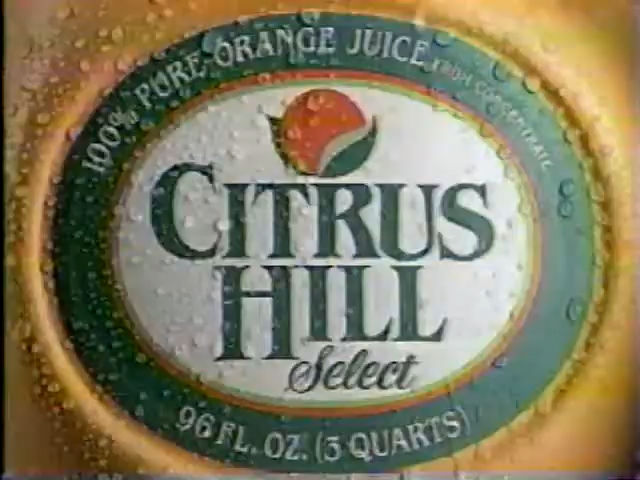 100% PURE ORANGE JUICE FROM CONCENTRATE
CITRUS
HILL
Select
96 FL. OZ. (3 QUARTS)